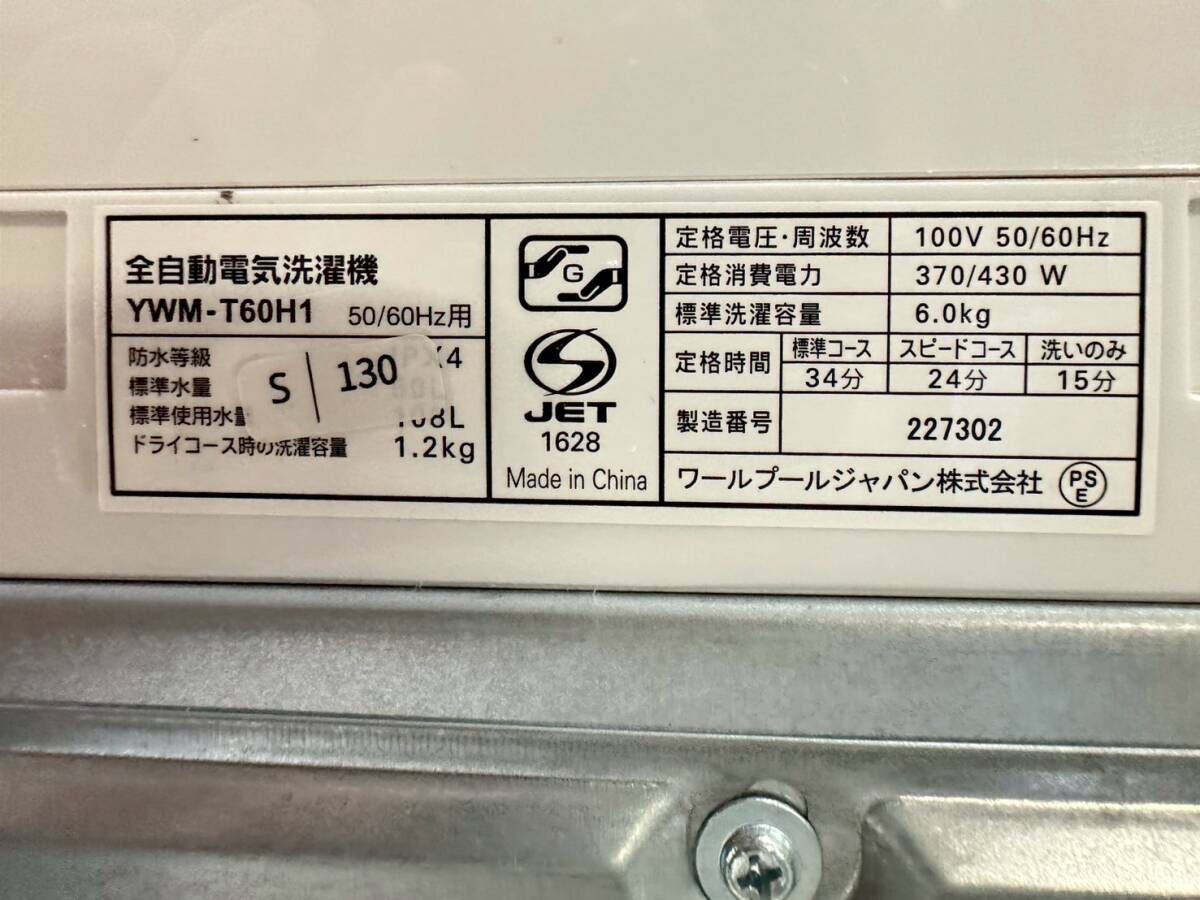 全自動電気洗濯機
YWM-T60H1 50/60Hz用
防水等級 IPX4
標準水量
標準使用水量 108L
ドライコース時の洗濯容量 1.2kg
S 130
G
S
JET
1628
Made in China
定格電圧・周波数 100V 50/60Hz
定格消費電力 370/430 W
標準洗濯容量 6.0kg
定格時間 標準コース スピードコース 洗いのみ
34分 24分 15分
製造番号 227302
ワールプールジャパン株式会社 PS E